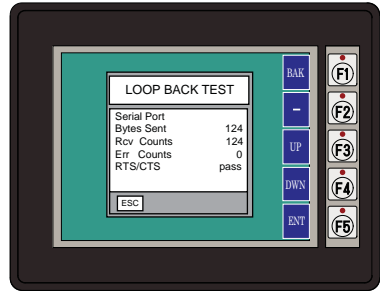 LOOP BACK TEST
Serial Port
Bytes Sent 124
Rcv Counts 124
Err Counts 0
RTS/CTS pass
ESC
BAK
–
UP
DWN
ENT
F1
F2
F3
F4
F5